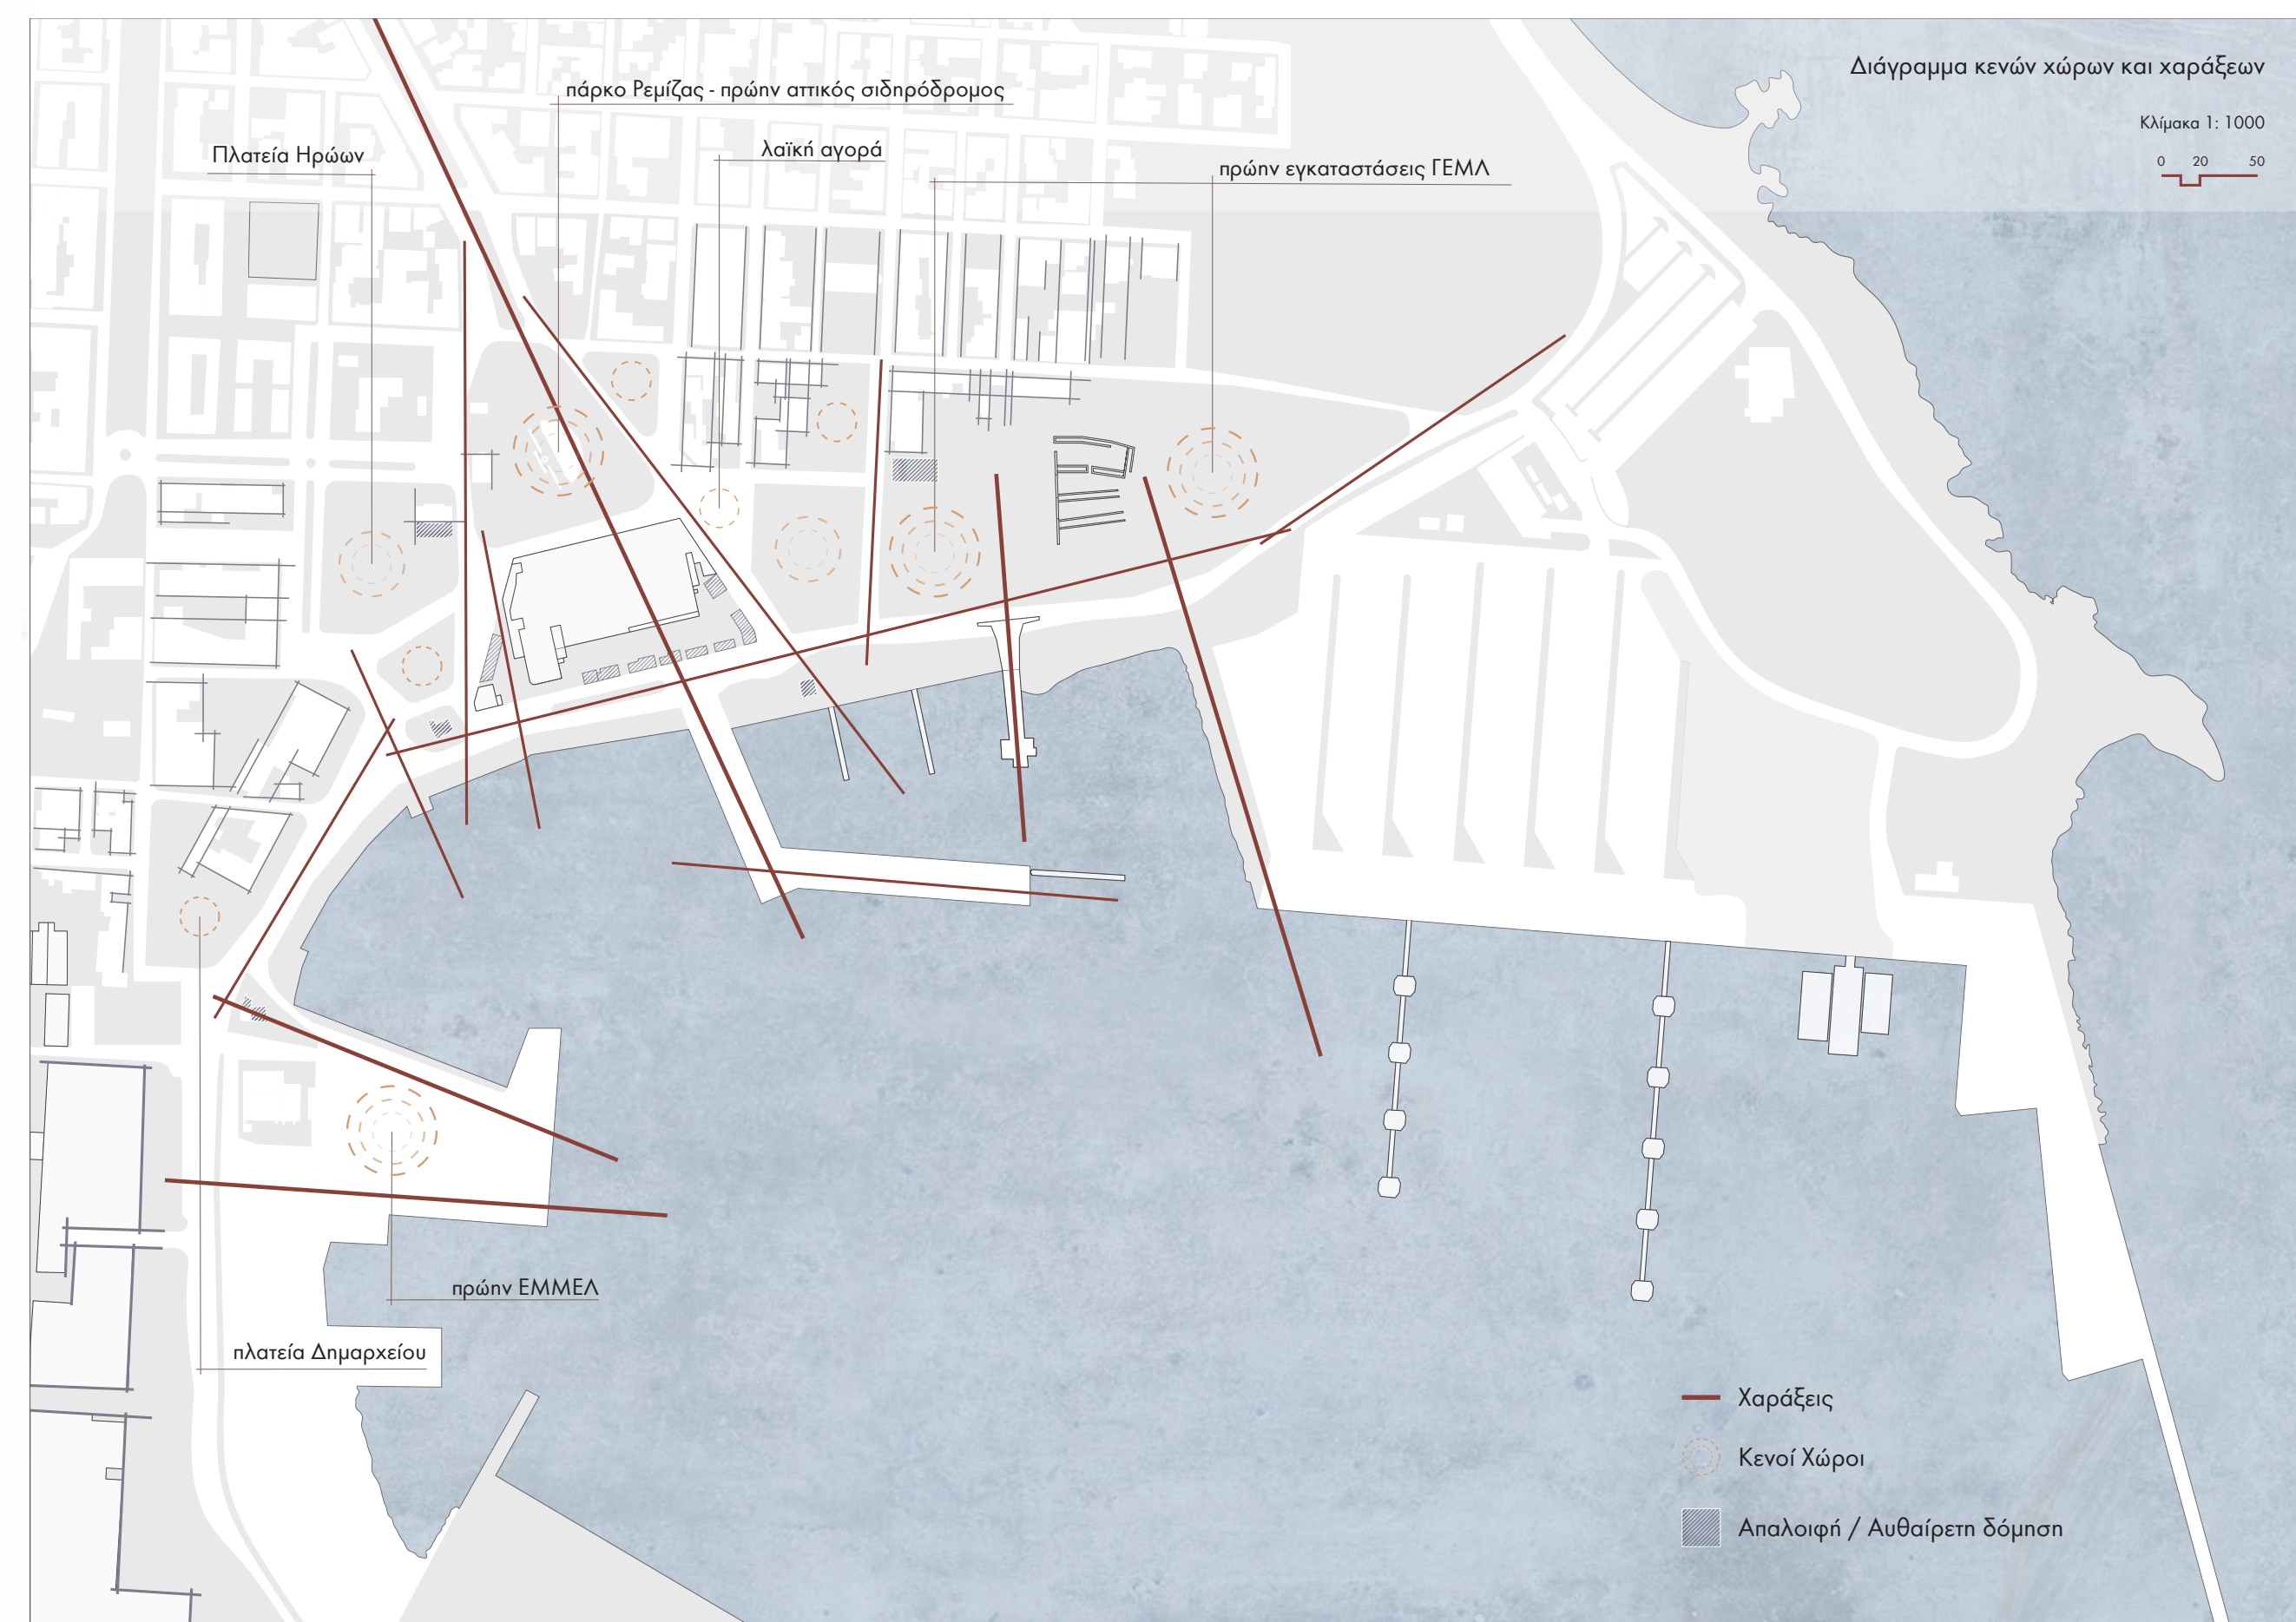 Διάγραμμα κενών χώρων και χαράξεων
Κλίμακα 1: 1000
0 20 50
πάρκο Ρεμίζας - πρώην αττικός σιδηρόδρομος
λαϊκή αγορά
Πλατεία Ηρώων
πρώην εγκαταστάσεις ΓΕΜΛ
πρώην ΕΜΜΕΛ
πλατεία Δημαρχείου
Χαράξεις
Κενοί Χώροι
Απαλοιφή / Αυθαίρετη δόμηση